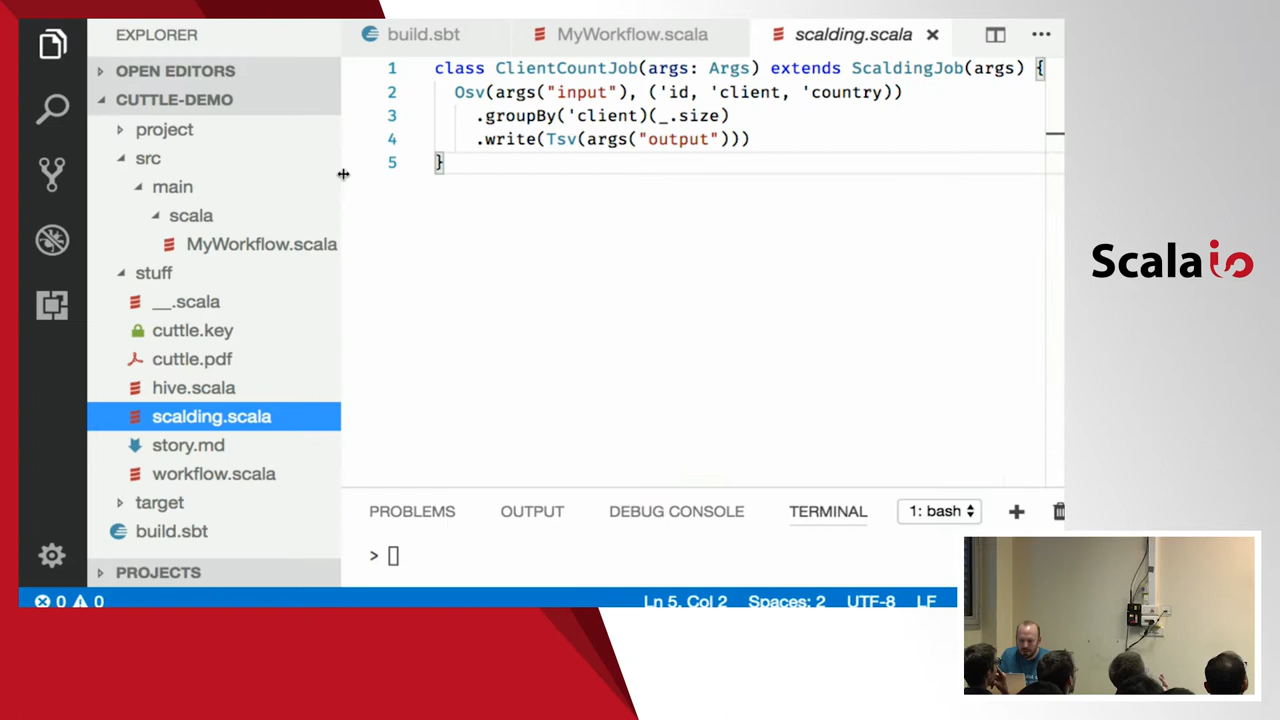 EXPLORER
OPEN EDITORS
CUTTLE-DEMO
project
src
main
scala
MyWorkflow.scala
stuff
__.scala
cuttle.key
cuttle.pdf
hive.scala
scalding.scala
story.md
workflow.scala
target
build.sbt
PROJECTS
build.sbt
MyWorkflow.scala
scalding.scala
1 class ClientCountJob(args: Args) extends ScaldingJob(args) {
2 Osv(args("input"), ('id, 'client, 'country))
3 .groupBy('client)(_.size)
4 .write(Tsv(args("output")))
5 }
PROBLEMS OUTPUT DEBUG CONSOLE TERMINAL 1: bash
>
0 0 Ln 5, Col 2 Spaces: 2 UTF-8 LF
Scala io